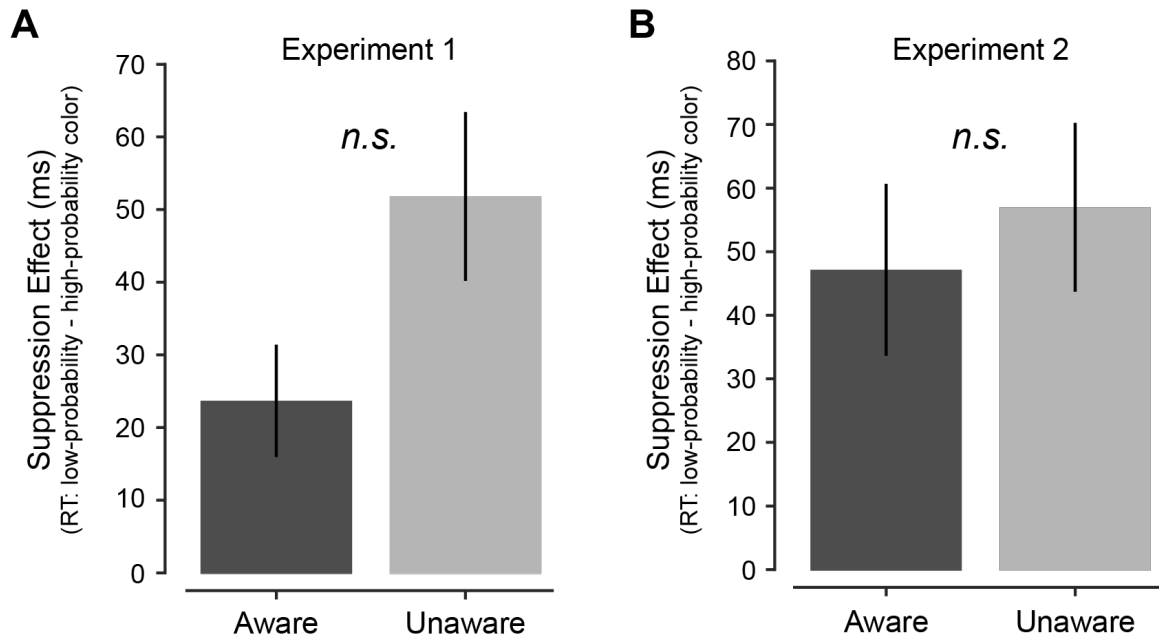 A
Experiment 1
Suppression Effect (ms)
(RT: low-probability - high-probability color)
70
60
50
40
30
20
10
0
n.s.
Aware
Unaware
B
Experiment 2
Suppression Effect (ms)
(RT: low-probability - high-probability color)
80
70
60
50
40
30
20
10
0
n.s.
Aware
Unaware